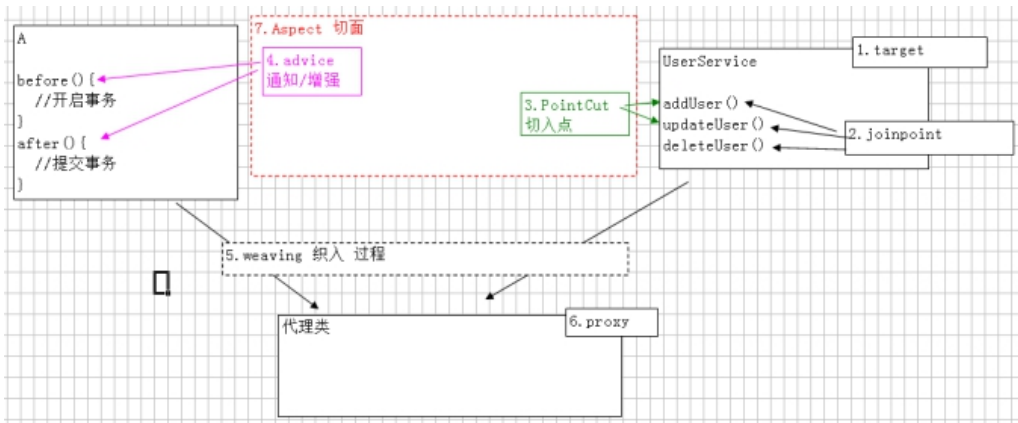 A
before(){
//开启事务
}
after(){
//提交事务
}
7.Aspect 切面
4.advice
通知/增强
3.PointCut
切入点
1.target
UserService
addUser()
updateUser()
deleteUser()
2.joinpoint
5.weaving 织入 过程
代理类
6.proxy